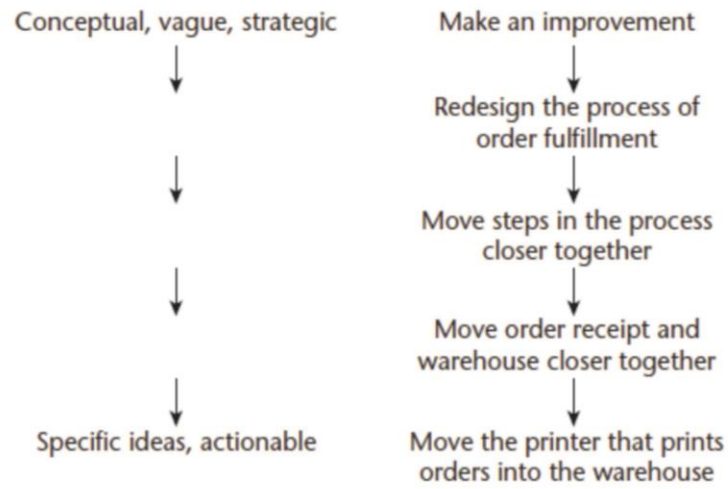 Conceptual, vague, strategic
Make an improvement
Redesign the process of
order fulfillment
Move steps in the process
closer together
Move order receipt and
warehouse closer together
Specific ideas, actionable
Move the printer that prints
orders into the warehouse